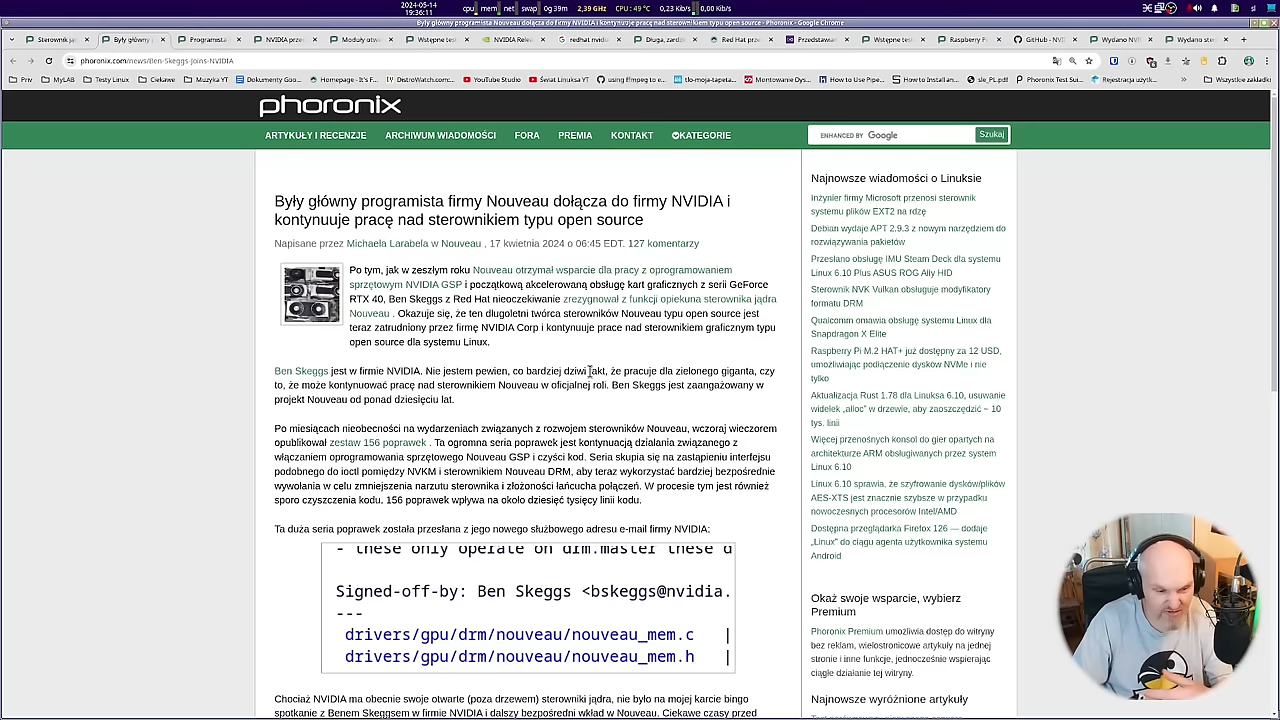 2024-05-14
19:36:11
cpu mem net swap 0g 39m 2,39 GHz CPU: 49°C 0,23 Kib/s 0,00 Kib/s
Były główny programista firmy Nouveau dołącza do firmy NVIDIA i kontynuuje pracę nad sterownikiem typu open source - Phoronix - Google Chrome
Sterownik Były główn Programista NVIDIA prze Moduły otw Wstępne tes NVIDIA Rele redhat nvidia Długa, zardz Red Hat prze Przedstawia Wstępne tes Raspberry P GitHub - NV Wydano NV Wydano ste
phoronix.com/news/Ben-Skeggs-Joins-NVIDIA
Priv MyLAB Testy Linux Ciekawe Muzyka YT Dokumenty Goo... Homepage - It's F... DistroWatch.com:... YouTube Studio Świat Linuksa YT using ffmpeg to e... tło-moja-tapeta... Montowanie Dys... How to Use Pipe... How to Install an... sle_PL.pdf Phoronix Test Sui... Rejestracja użytk... » Wszystkie zakładki
phoronix
ARTYKUŁY I RECENZJE ARCHIWUM WIADOMOŚCI FORA PREMIA KONTAKT KATEGORIE
ENHANCED BY Google Szukaj
Były główny programista firmy Nouveau dołącza do firmy NVIDIA i
kontynuuje pracę nad sterownikiem typu open source
Napisane przez Michaela Larabela w Nouveau , 17 kwietnia 2024 o 06:45 EDT. 127 komentarzy
Po tym, jak w zeszłym roku Nouveau otrzymał wsparcie dla pracy z oprogramowaniem
sprzętowym NVIDIA GSP i początkową akcelerowaną obsługę kart graficznych z serii GeForce
RTX 40, Ben Skeggs z Red Hat nieoczekiwanie zrezygnował z funkcji opiekuna sterownika jądra
Nouveau . Okazuje się, że ten długoletni twórca sterowników Nouveau typu open source jest
teraz zatrudniony przez firmę NVIDIA Corp i kontynuuje prace nad sterownikiem graficznym typu
open source dla systemu Linux.
Ben Skeggs jest w firmie NVIDIA. Nie jestem pewien, co bardziej dziwi fakt, że pracuje dla zielonego giganta, czy
to, że może kontynuować pracę nad sterownikiem Nouveau w oficjalnej roli. Ben Skeggs jest zaangażowany w
projekt Nouveau od ponad dziesięciu lat.
Po miesiącach nieobecności na wydarzeniach związanych z rozwojem sterowników Nouveau, wczoraj wieczorem
opublikował zestaw 156 poprawek . Ta ogromna seria poprawek jest kontynuacją działania związanego z
włączaniem oprogramowania sprzętowego Nouveau GSP i czyści kod. Seria skupia się na zastąpieniu interfejsu
podobnego do ioctl pomiędzy NVKM i sterownikiem Nouveau DRM, aby teraz wykorzystać bardziej bezpośrednie
wywołania w celu zmniejszenia narzutu sterownika i złożoności łańcucha połączeń. W procesie tym jest również
sporo czyszczenia kodu. 156 poprawek wpływa na około dziesięć tysięcy linii kodu.
Ta duża seria poprawek została przesłana z jego nowego służbowego adresu e-mail firmy NVIDIA:
- these only operate on drm.master these d
Signed-off-by: Ben Skeggs <bskeggs@nvidia.
---
drivers/gpu/drm/nouveau/nouveau_mem.c |
drivers/gpu/drm/nouveau/nouveau_mem.h |
Chociaż NVIDIA ma obecnie swoje otwarte (poza drzewem) sterowniki jądra, nie było na mojej karcie bingo
spotkanie z Benem Skeggsem w firmie NVIDIA i dalszy bezpośredni wkład w Nouveau. Ciekawe czasy przed
Najnowsze wiadomości o Linuksie
Inżynier firmy Microsoft przenosi sterownik
systemu plików EXT2 na rdzę
Debian wydaje APT 2.9.3 z nowym narzędziem do
rozwiązywania pakietów
Przesłano obsługę IMU Steam Deck dla systemu
Linux 6.10 Plus ASUS ROG Ally HID
Sterownik NVK Vulkan obsługuje modyfikatory
formatu DRM
Qualcomm omawia obsługę systemu Linux dla
Snapdragon X Elite
Raspberry Pi M.2 HAT+ już dostępny za 12 USD,
umożliwiając podłączenie dysków NVMe i nie
tylko
Aktualizacja Rust 1.78 dla Linuksa 6.10, usuwanie
widełek „alloc” w drzewie, aby zaoszczędzić ~ 10
tys. linii
Więcej przenośnych konsol do gier opartych na
architekturze ARM obsługiwanych przez system
Linux 6.10
Linux 6.10 sprawia, że szyfrowanie dysków/plików
AES-XTS jest znacznie szybsze w przypadku
nowoczesnych procesorów Intel/AMD
Dostępna przeglądarka Firefox 126 — dodaje
„Linux” do ciągu agenta użytkownika systemu
Android
Okaż swoje wsparcie, wybierz
Premium
Phoronix Premium umożliwia dostęp do witryny
bez reklam, wielostronicowe artykuły na jednej
stronie i inne funkcje, jednocześnie wspierając
ciągłe działanie tej witryny.
Najnowsze wyróżnione artykuły